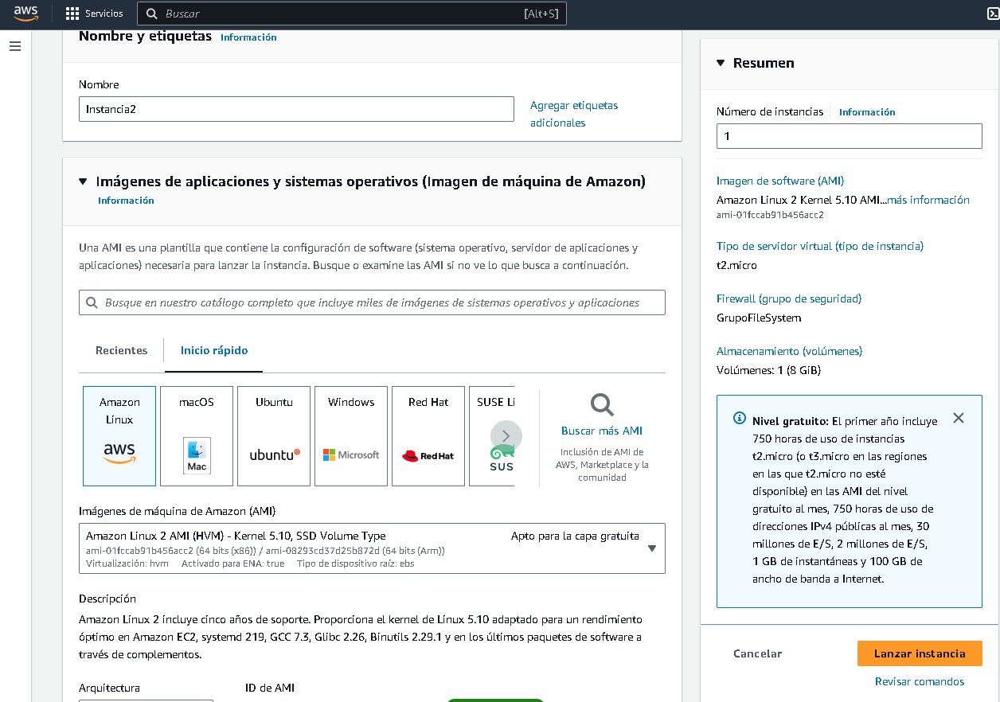 aws
Servicios
Buscar
[Alt+S]
Nombre y etiquetas Información
Nombre
Instancia2
Agregar etiquetas
adicionales
Imágenes de aplicaciones y sistemas operativos (Imagen de máquina de Amazon)
Información
Una AMI es una plantilla que contiene la configuración de software (sistema operativo, servidor de aplicaciones y
aplicaciones) necesaria para lanzar la instancia. Busque o examine las AMI si no ve lo que busca a continuación.
Busque en nuestro catálogo completo que incluye miles de imágenes de sistemas operativos y aplicaciones
Recientes
Inicio rápido
Amazon
Linux
aws
macOS
Mac
Ubuntu
ubuntu
Windows
Microsoft
Red Hat
Red Hat
SUSE Li
SUS
Buscar más AMI
Inclusión de AMI de
AWS, Marketplace y la
comunidad
Imágenes de máquina de Amazon (AMI)
Amazon Linux 2 AMI (HVM) - Kernel 5.10, SSD Volume Type
Apto para la capa gratuita
ami-01fccab91b456acc2 (64 bits (x86)) / ami-08293cd37d25b872d (64 bits (Arm))
Virtualización: hvm Activado para ENA: true Tipo de dispositivo raíz: ebs
Descripción
Amazon Linux 2 incluye cinco años de soporte. Proporciona el kernel de Linux 5.10 adaptado para un rendimiento
óptimo en Amazon EC2, systemd 219, GCC 7.3, Glibc 2.26, Binutils 2.29.1 y en los últimos paquetes de software a
través de complementos.
Arquitectura
ID de AMI
Resumen
Número de instancias
Información
1
Imagen de software (AMI)
Amazon Linux 2 Kernel 5.10 AMI...más información
ami-01fccab91b456acc2
Tipo de servidor virtual (tipo de instancia)
t2.micro
Firewall (grupo de seguridad)
GrupoFileSystem
Almacenamiento (volúmenes)
Volúmenes: 1 (8 GiB)
Nivel gratuito: El primer año incluye
750 horas de uso de instancias
t2.micro (o t3.micro en las regiones
en las que t2.micro no esté
disponible) en las AMI del nivel
gratuito al mes, 750 horas de uso de
direcciones IPv4 públicas al mes, 30
millones de E/S, 2 millones de E/S,
1 GB de instantáneas y 100 GB de
ancho de banda a Internet.
Cancelar
Lanzar instancia
Revisar comandos